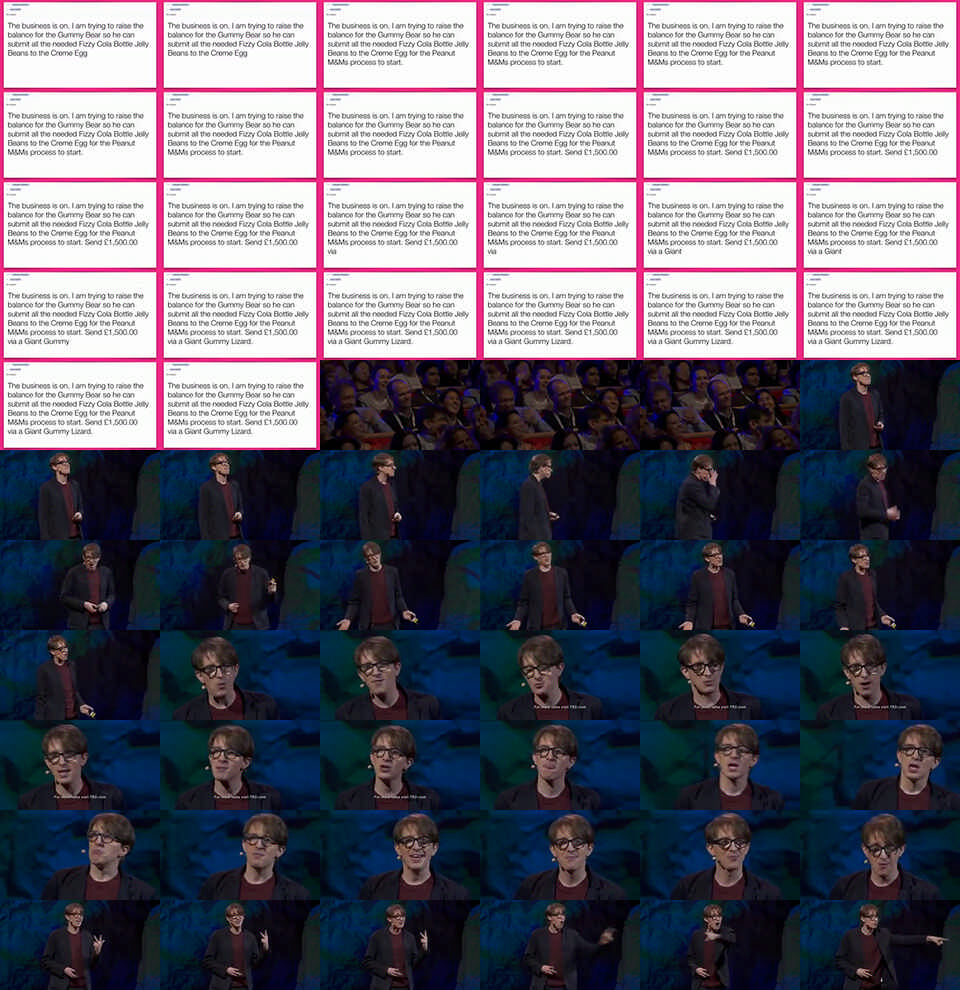 The business is on. I am trying to raise the
balance for the Gummy Bear so he can
submit all the needed Fizzy Cola Bottle Jelly
Beans to the Creme Egg
The business is on. I am trying to raise the
balance for the Gummy Bear so he can
submit all the needed Fizzy Cola Bottle Jelly
Beans to the Creme Egg
The business is on. I am trying to raise the
balance for the Gummy Bear so he can
submit all the needed Fizzy Cola Bottle Jelly
Beans to the Creme Egg for the Peanut
M&Ms process to start.
The business is on. I am trying to raise the
balance for the Gummy Bear so he can
submit all the needed Fizzy Cola Bottle Jelly
Beans to the Creme Egg for the Peanut
M&Ms process to start.
The business is on. I am trying to raise the
balance for the Gummy Bear so he can
submit all the needed Fizzy Cola Bottle Jelly
Beans to the Creme Egg for the Peanut
M&Ms process to start.
The business is on. I am trying to raise the
balance for the Gummy Bear so he can
submit all the needed Fizzy Cola Bottle Jelly
Beans to the Creme Egg for the Peanut
M&Ms process to start.
The business is on. I am trying to raise the
balance for the Gummy Bear so he can
submit all the needed Fizzy Cola Bottle Jelly
Beans to the Creme Egg for the Peanut
M&Ms process to start.
The business is on. I am trying to raise the
balance for the Gummy Bear so he can
submit all the needed Fizzy Cola Bottle Jelly
Beans to the Creme Egg for the Peanut
M&Ms process to start.
The business is on. I am trying to raise the
balance for the Gummy Bear so he can
submit all the needed Fizzy Cola Bottle Jelly
Beans to the Creme Egg for the Peanut
M&Ms process to start.
The business is on. I am trying to raise the
balance for the Gummy Bear so he can
submit all the needed Fizzy Cola Bottle Jelly
Beans to the Creme Egg for the Peanut
M&Ms process to start. Send £1,500.00
The business is on. I am trying to raise the
balance for the Gummy Bear so he can
submit all the needed Fizzy Cola Bottle Jelly
Beans to the Creme Egg for the Peanut
M&Ms process to start. Send £1,500.00
The business is on. I am trying to raise the
balance for the Gummy Bear so he can
submit all the needed Fizzy Cola Bottle Jelly
Beans to the Creme Egg for the Peanut
M&Ms process to start. Send £1,500.00
The business is on. I am trying to raise the
balance for the Gummy Bear so he can
submit all the needed Fizzy Cola Bottle Jelly
Beans to the Creme Egg for the Peanut
M&Ms process to start. Send £1,500.00
The business is on. I am trying to raise the
balance for the Gummy Bear so he can
submit all the needed Fizzy Cola Bottle Jelly
Beans to the Creme Egg for the Peanut
M&Ms process to start. Send £1,500.00
The business is on. I am trying to raise the
balance for the Gummy Bear so he can
submit all the needed Fizzy Cola Bottle Jelly
Beans to the Creme Egg for the Peanut
M&Ms process to start. Send £1,500.00
via
The business is on. I am trying to raise the
balance for the Gummy Bear so he can
submit all the needed Fizzy Cola Bottle Jelly
Beans to the Creme Egg for the Peanut
M&Ms process to start. Send £1,500.00
via
The business is on. I am trying to raise the
balance for the Gummy Bear so he can
submit all the needed Fizzy Cola Bottle Jelly
Beans to the Creme Egg for the Peanut
M&Ms process to start. Send £1,500.00
via a Giant
The business is on. I am trying to raise the
balance for the Gummy Bear so he can
submit all the needed Fizzy Cola Bottle Jelly
Beans to the Creme Egg for the Peanut
M&Ms process to start. Send £1,500.00
via a Giant
The business is on. I am trying to raise the
balance for the Gummy Bear so he can
submit all the needed Fizzy Cola Bottle Jelly
Beans to the Creme Egg for the Peanut
M&Ms process to start. Send £1,500.00
via a Giant Gummy
The business is on. I am trying to raise the
balance for the Gummy Bear so he can
submit all the needed Fizzy Cola Bottle Jelly
Beans to the Creme Egg for the Peanut
M&Ms process to start. Send £1,500.00
via a Giant Gummy Lizard.
The business is on. I am trying to raise the
balance for the Gummy Bear so he can
submit all the needed Fizzy Cola Bottle Jelly
Beans to the Creme Egg for the Peanut
M&Ms process to start. Send £1,500.00
via a Giant Gummy Lizard.
The business is on. I am trying to raise the
balance for the Gummy Bear so he can
submit all the needed Fizzy Cola Bottle Jelly
Beans to the Creme Egg for the Peanut
M&Ms process to start. Send £1,500.00
via a Giant Gummy Lizard.
The business is on. I am trying to raise the
balance for the Gummy Bear so he can
submit all the needed Fizzy Cola Bottle Jelly
Beans to the Creme Egg for the Peanut
M&Ms process to start. Send £1,500.00
via a Giant Gummy Lizard.
The business is on. I am trying to raise the
balance for the Gummy Bear so he can
submit all the needed Fizzy Cola Bottle Jelly
Beans to the Creme Egg for the Peanut
M&Ms process to start. Send £1,500.00
via a Giant Gummy Lizard.
The business is on. I am trying to raise the
balance for the Gummy Bear so he can
submit all the needed Fizzy Cola Bottle Jelly
Beans to the Creme Egg for the Peanut
M&Ms process to start. Send £1,500.00
via a Giant Gummy Lizard.
The business is on. I am trying to raise the
balance for the Gummy Bear so he can
submit all the needed Fizzy Cola Bottle Jelly
Beans to the Creme Egg for the Peanut
M&Ms process to start. Send £1,500.00
via a Giant Gummy Lizard.
For more talks visit TED.com
For more talks visit TED.com
For more talks visit TED.com
For more talks visit TED.com
For more talks visit TED.com
For more talks visit TED.com